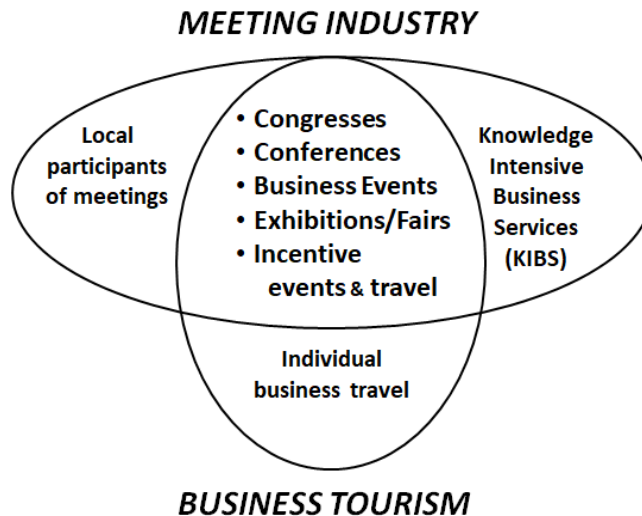 MEETING INDUSTRY
Local
participants
of meetings
• Congresses
• Conferences
• Business Events
• Exhibitions/Fairs
• Incentive
events & travel
Knowledge
Intensive
Business
Services
(KIBS)
Individual
business travel
BUSINESS TOURISM